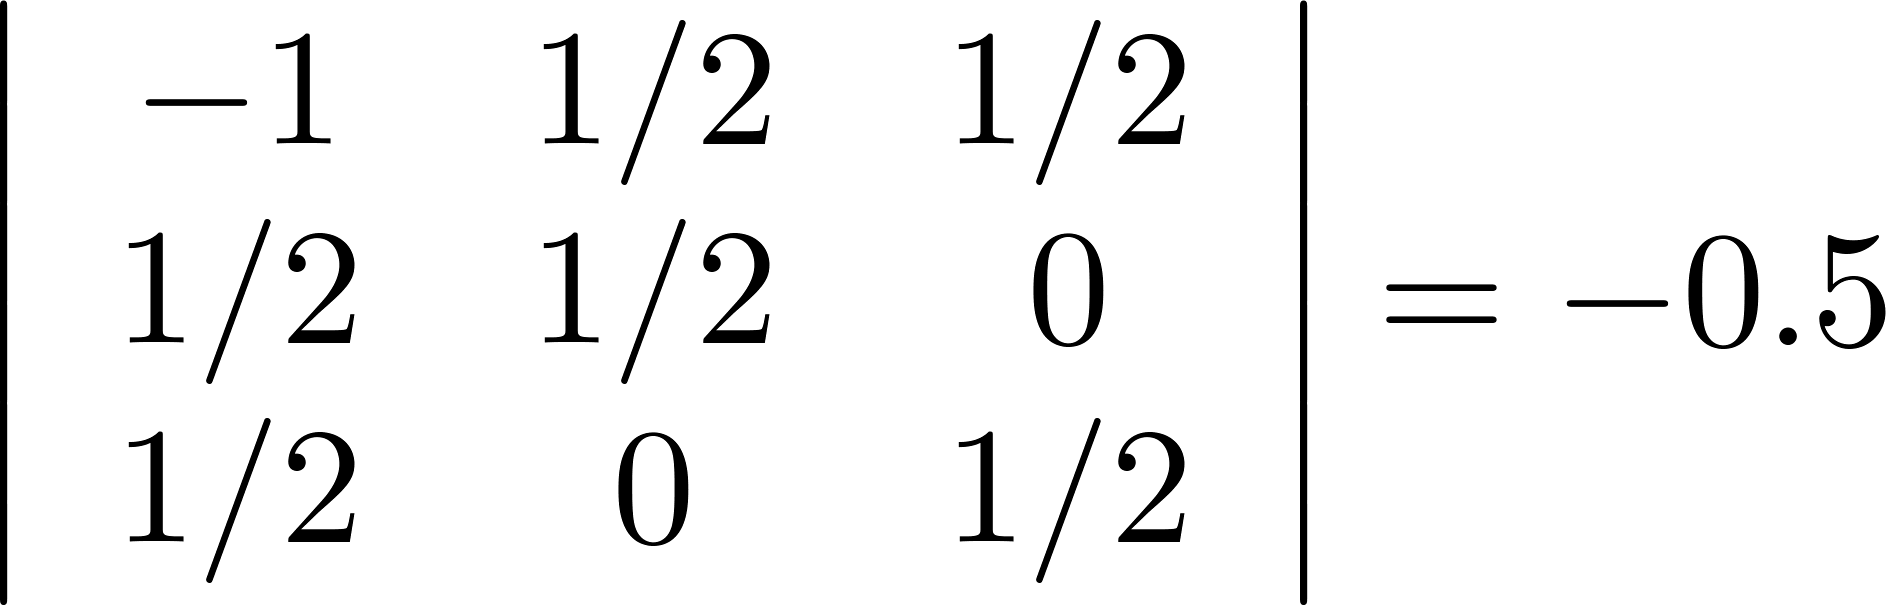 | −1 1/2 1/2 |
| 1/2 1/2 0 | = −0.5
| 1/2 0 1/2 |